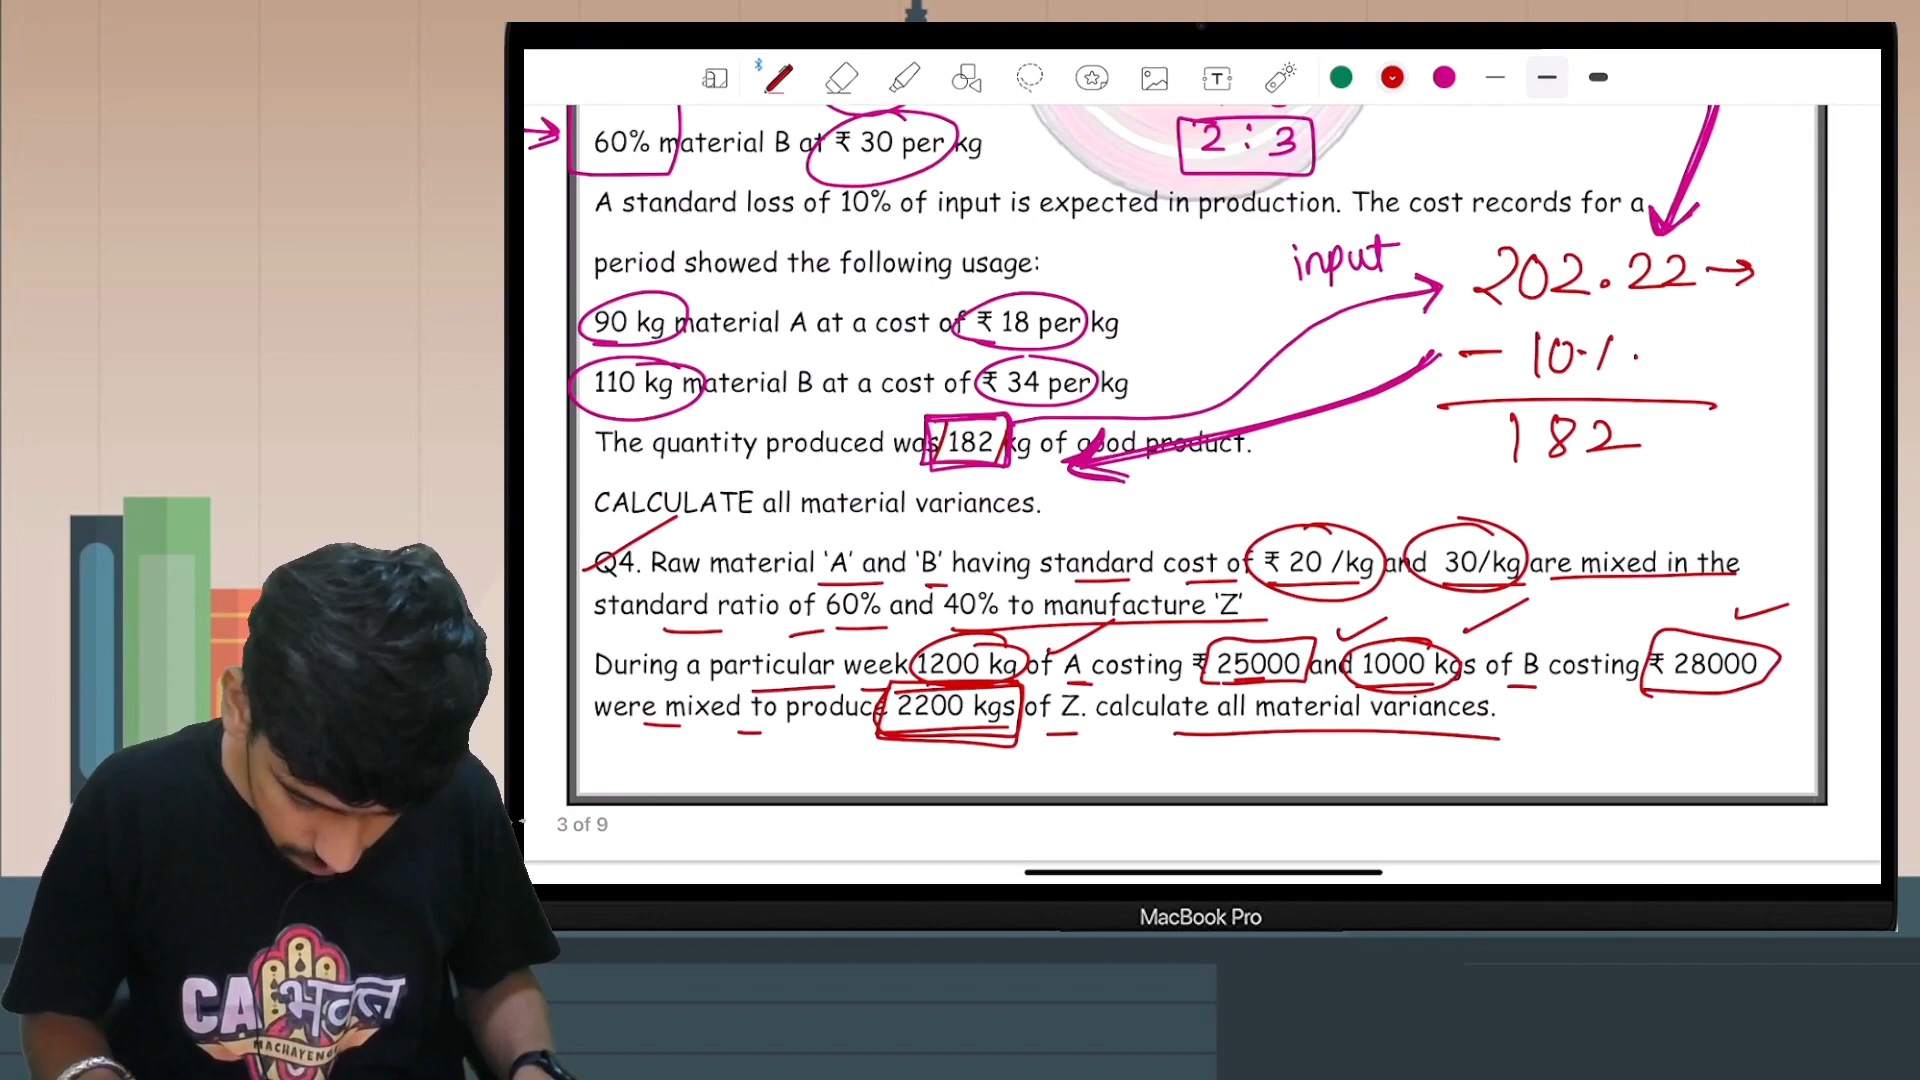 60% material B at ₹ 30 per kg
2 : 3
A standard loss of 10% of input is expected in production. The cost records for a
period showed the following usage:
input
202.22 →
90 kg material A at a cost of ₹ 18 per kg
- 10%
110 kg material B at a cost of ₹ 34 per kg
The quantity produced was 182 kg of good product.
182
CALCULATE all material variances.
Q4. Raw material ‘A’ and ‘B’ having standard cost of ₹ 20 /kg and 30/kg are mixed in the
standard ratio of 60% and 40% to manufacture ‘Z’
During a particular week 1200 kg of A costing ₹ 25000 and 1000 kgs of B costing ₹ 28000
were mixed to produce 2200 kgs of Z. calculate all material variances.
3 of 9
MacBook Pro
CA भक्त
MACHAYENGE